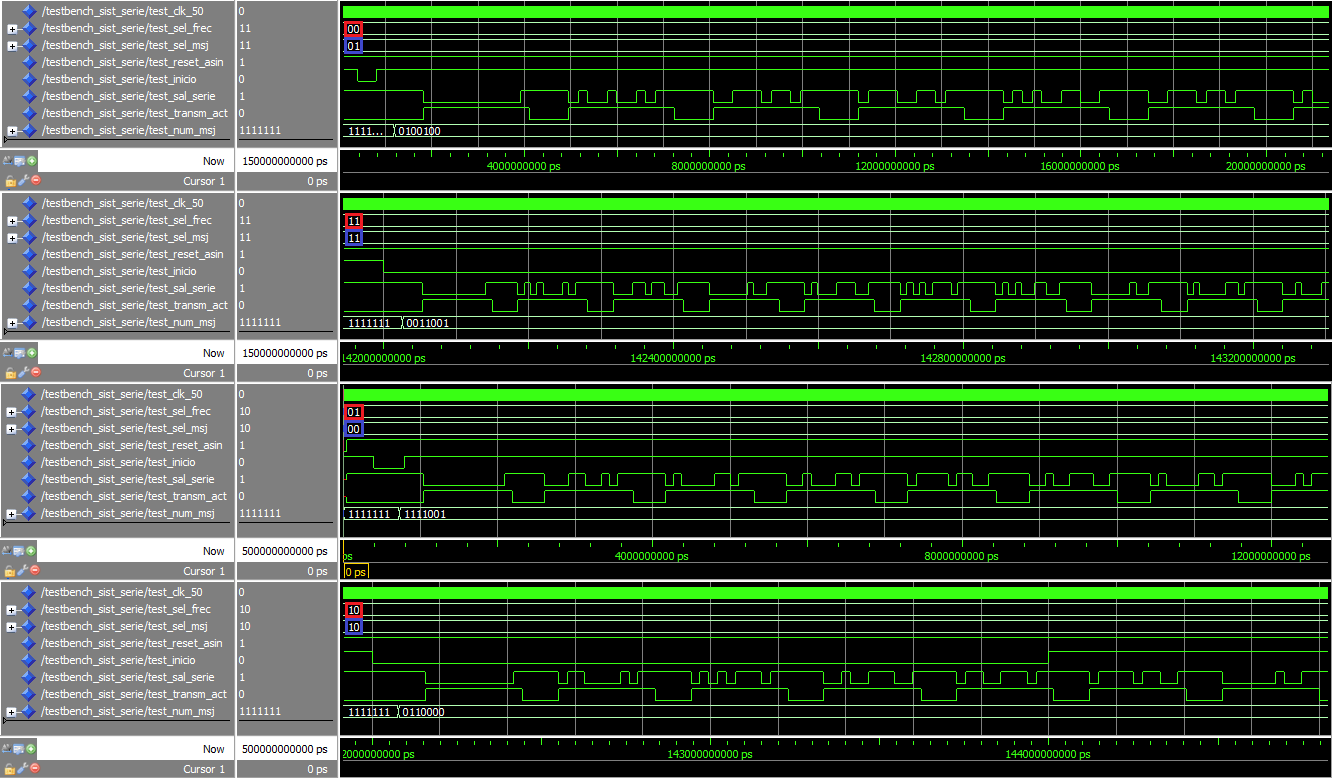 /testbench_sist_serie/test_clk_50 0
/testbench_sist_serie/test_sel_frec 11 00
/testbench_sist_serie/test_sel_msj 11 01
/testbench_sist_serie/test_reset_asin 1
/testbench_sist_serie/test_inicio 0
/testbench_sist_serie/test_sal_serie 1
/testbench_sist_serie/test_transm_act 0
/testbench_sist_serie/test_num_msj 1111111 1111... 0100100
Now 150000000000 ps 4000000000 ps 8000000000 ps 12000000000 ps 16000000000 ps 20000000000 ps
Cursor 1 0 ps
/testbench_sist_serie/test_clk_50 0
/testbench_sist_serie/test_sel_frec 11 11
/testbench_sist_serie/test_sel_msj 11 11
/testbench_sist_serie/test_reset_asin 1
/testbench_sist_serie/test_inicio 0
/testbench_sist_serie/test_sal_serie 1
/testbench_sist_serie/test_transm_act 0
/testbench_sist_serie/test_num_msj 1111111 1111111 0011001
Now 150000000000 ps 142000000000 ps 142400000000 ps 142800000000 ps 143200000000 ps
Cursor 1 0 ps
/testbench_sist_serie/test_clk_50 0
/testbench_sist_serie/test_sel_frec 10 01
/testbench_sist_serie/test_sel_msj 10 00
/testbench_sist_serie/test_reset_asin 1
/testbench_sist_serie/test_inicio 0
/testbench_sist_serie/test_sal_serie 1
/testbench_sist_serie/test_transm_act 0
/testbench_sist_serie/test_num_msj 1111111 1111111 1111001
Now 500000000000 ps ps 4000000000 ps 8000000000 ps 12000000000 ps
Cursor 1 0 ps 0 ps
/testbench_sist_serie/test_clk_50 0
/testbench_sist_serie/test_sel_frec 10 10
/testbench_sist_serie/test_sel_msj 10 10
/testbench_sist_serie/test_reset_asin 1
/testbench_sist_serie/test_inicio 0
/testbench_sist_serie/test_sal_serie 1
/testbench_sist_serie/test_transm_act 0
/testbench_sist_serie/test_num_msj 1111111 1111111 0110000
Now 500000000000 ps 2000000000 ps 143000000000 ps 144000000000 ps
Cursor 1 0 ps